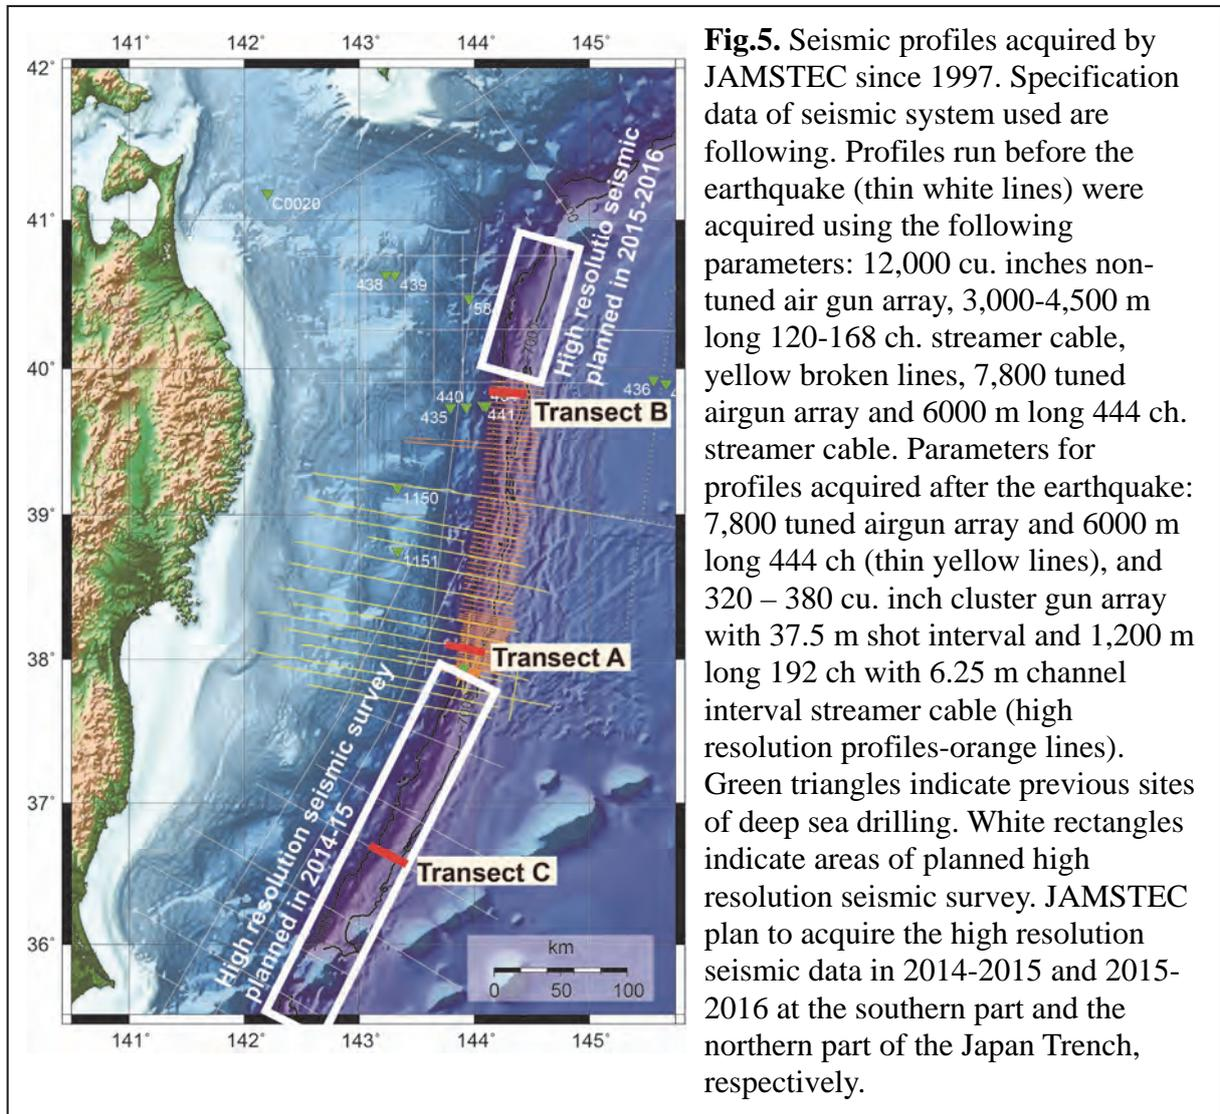 141° 142° 143° 144° 145°
42°
41°
40°
39°
38°
37°
36°
141° 142° 143° 144° 145°
C0020
438 439
58
436
440
435
441
1150
1151
700
High resolutio seismic
planned in 2015-2016
Transect B
Transect A
High resolution seismic survey
planned in 2014-15
Transect C
km
0 50 100
Fig.5. Seismic profiles acquired by
JAMSTEC since 1997. Specification
data of seismic system used are
following. Profiles run before the
earthquake (thin white lines) were
acquired using the following
parameters: 12,000 cu. inches non-
tuned air gun array, 3,000-4,500 m
long 120-168 ch. streamer cable,
yellow broken lines, 7,800 tuned
airgun array and 6000 m long 444 ch.
streamer cable. Parameters for
profiles acquired after the earthquake:
7,800 tuned airgun array and 6000 m
long 444 ch (thin yellow lines), and
320 – 380 cu. inch cluster gun array
with 37.5 m shot interval and 1,200 m
long 192 ch with 6.25 m channel
interval streamer cable (high
resolution profiles-orange lines).
Green triangles indicate previous sites
of deep sea drilling. White rectangles
indicate areas of planned high
resolution seismic survey. JAMSTEC
plan to acquire the high resolution
seismic data in 2014-2015 and 2015-
2016 at the southern part and the
northern part of the Japan Trench,
respectively.